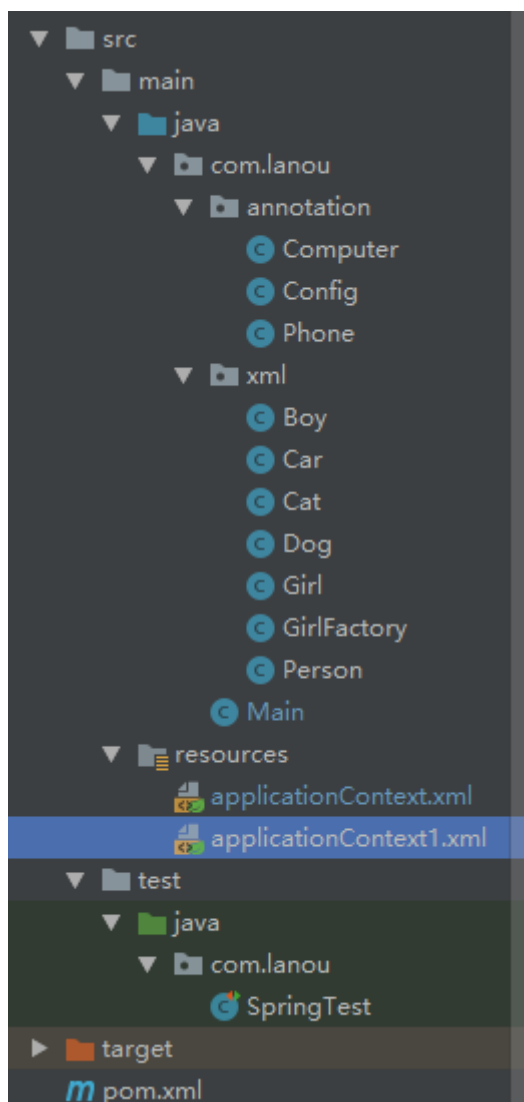 src
main
java
com.lanou
annotation
Computer
Config
Phone
xml
Boy
Car
Cat
Dog
Girl
GirlFactory
Person
Main
resources
applicationContext.xml
applicationContext1.xml
test
java
com.lanou
SpringTest
target
pom.xml